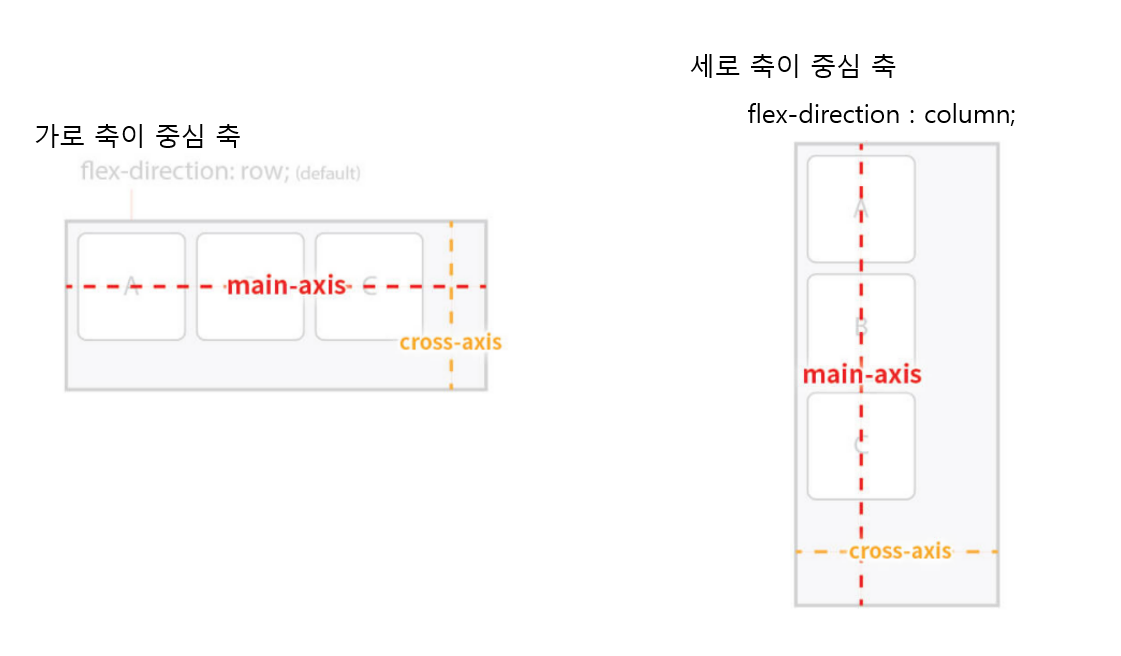 가로 축이 중심 축
flex-direction: row; (default)
A
main-axis
C
cross-axis
세로 축이 중심 축
flex-direction : column;
A
B
main-axis
C
cross-axis